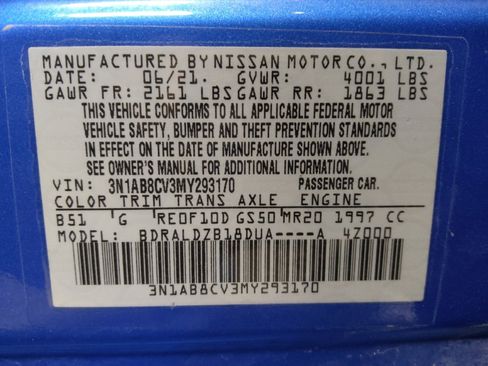 MANUFACTURED BY NISSAN MOTOR CO., LTD.
DATE: 06/21. GVWR: 4001 LBS
GAWR FR: 2161 LBS GAWR RR: 1863 LBS
THIS VEHICLE CONFORMS TO ALL APPLICABLE FEDERAL MOTOR
VEHICLE SAFETY, BUMPER AND THEFT PREVENTION STANDARDS
IN EFFECT ON THE DATE OF MANUFACTURE SHOWN ABOVE.
SEE OWNER'S MANUAL FOR ADDITIONAL INFORMATION.
VIN: 3N1AB8CV3MY293170 PASSENGER CAR.
COLOR TRIM TRANS AXLE ENGINE
B51 G RE0F10D GS50 MR20 1997 CC
MODEL: BDRALDZB18DUA----A 4Z000
3N1AB8CV3MY293170